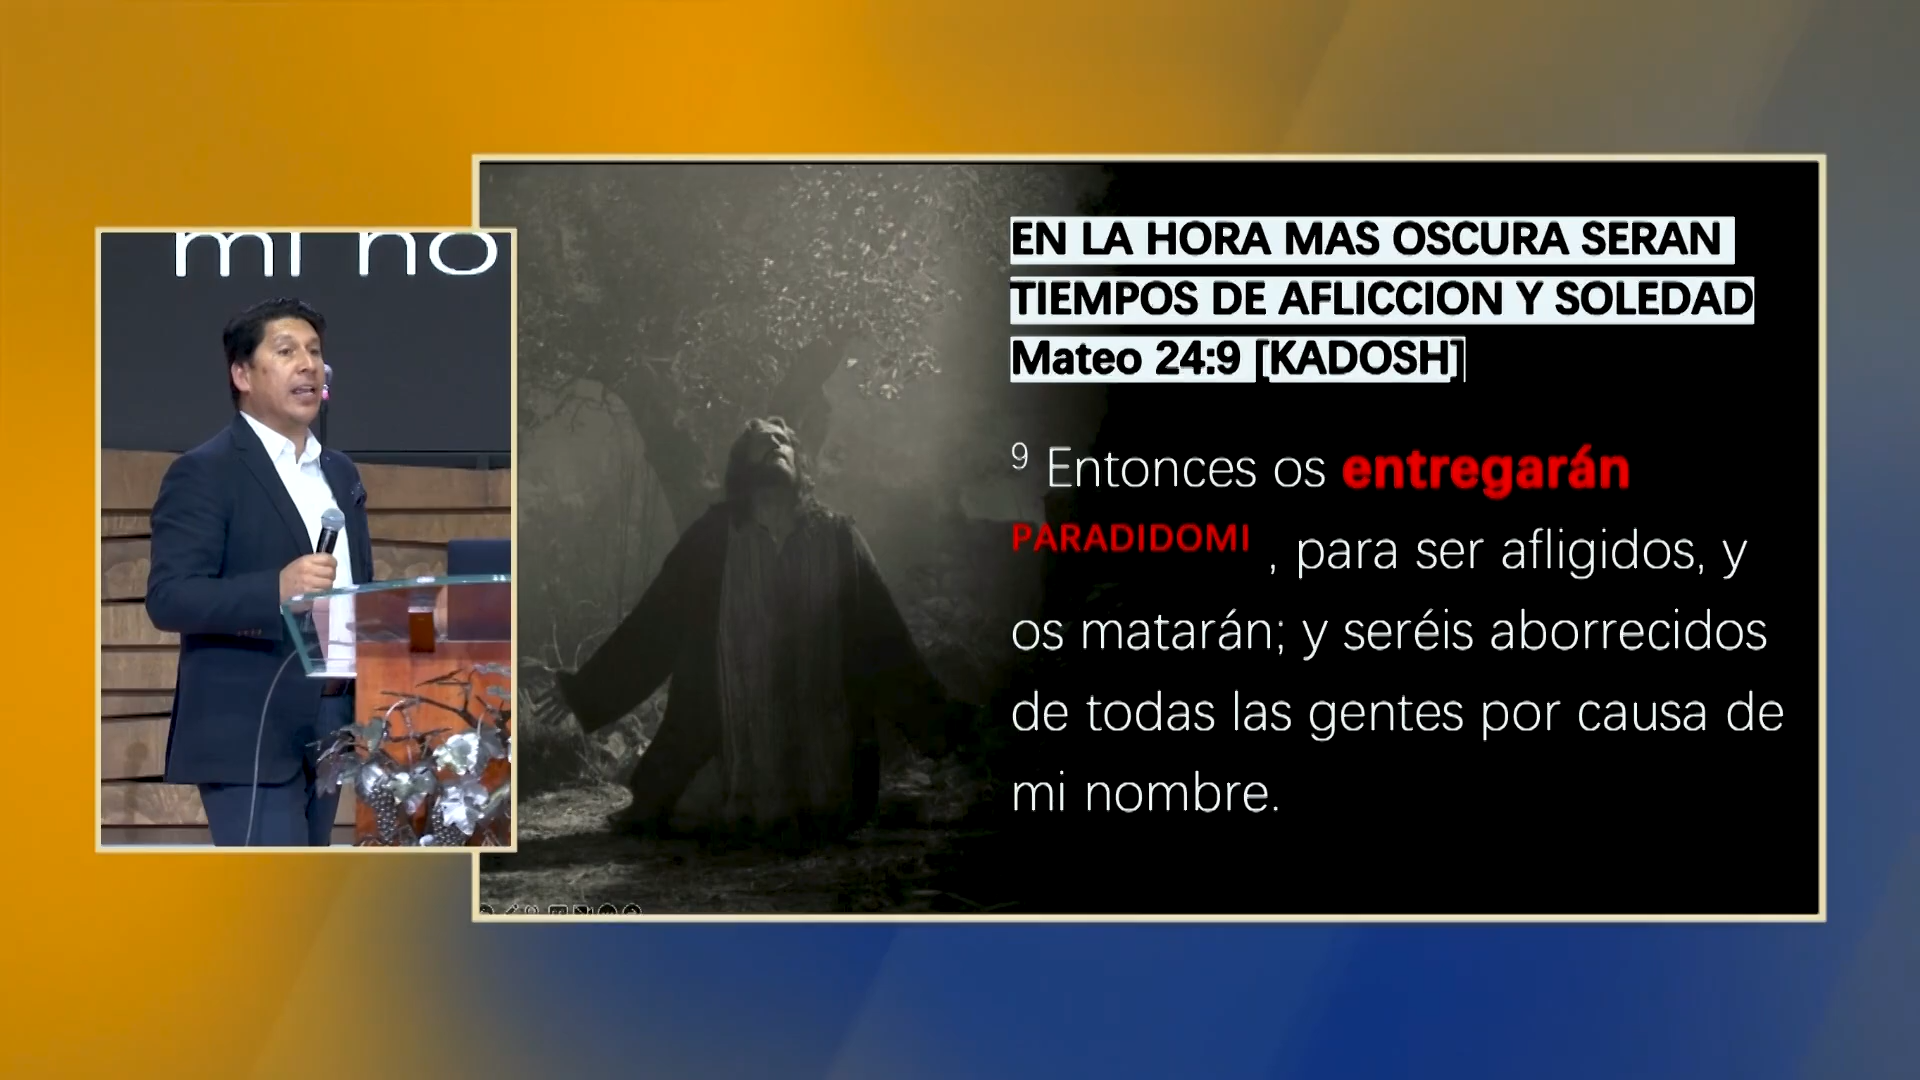 mi no
EN LA HORA MAS OSCURA SERAN
TIEMPOS DE AFLICCION Y SOLEDAD
Mateo 24:9 [KADOSH]
9 Entonces os entregarán
PARADIDOMI , para ser afligidos, y
os matarán; y seréis aborrecidos
de todas las gentes por causa de
mi nombre.